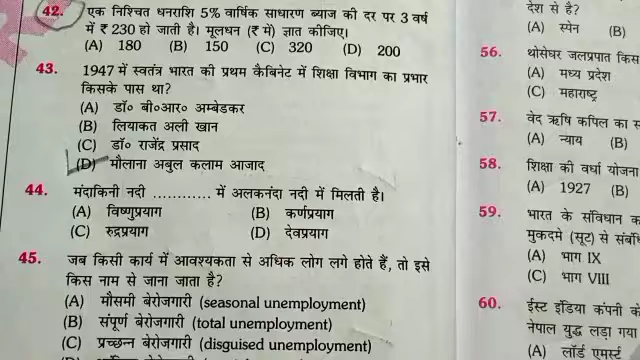 42. एक निश्चित धनराशि 5% वार्षिक साधारण ब्याज की दर पर 3 वर्ष
में ₹ 230 हो जाती है। मूलधन (₹ में) ज्ञात कीजिए।
(A) 180 (B) 150 (C) 320 (D) 200
43. 1947 में स्वतंत्र भारत की प्रथम कैबिनेट में शिक्षा विभाग का प्रभार
किसके पास था?
(A) डॉ० बी०आर० अम्बेडकर
(B) लियाकत अली खान
(C) डॉ० राजेंद्र प्रसाद
(D) मौलाना अबुल कलाम आजाद
44. मंदाकिनी नदी ............ में अलकनंदा नदी में मिलती है।
(A) विष्णुप्रयाग (B) कर्णप्रयाग
(C) रुद्रप्रयाग (D) देवप्रयाग
45. जब किसी कार्य में आवश्यकता से अधिक लोग लगे होते हैं, तो इसे
किस नाम से जाना जाता है?
(A) मौसमी बेरोजगारी (seasonal unemployment)
(B) संपूर्ण बेरोजगारी (total unemployment)
(C) प्रच्छन्न बेरोजगारी (disguised unemployment)
देश से है?
(A) स्पेन (B)
56. थोसेघर जलप्रपात किस
(A) मध्य प्रदेश
(C) महाराष्ट्र
57. वेद ऋषि कपिल का स
(A) न्याय (B)
58. शिक्षा की वर्धा योजना
(A) 1927 (B)
59. भारत के संविधान क
मुकदमे (सूट) से संबंधि
(A) भाग IX
(C) भाग VIII
60. ईस्ट इंडिया कंपनी के
नेपाल युद्ध लड़ा गया
(A) लॉर्ड एमर्स्ट